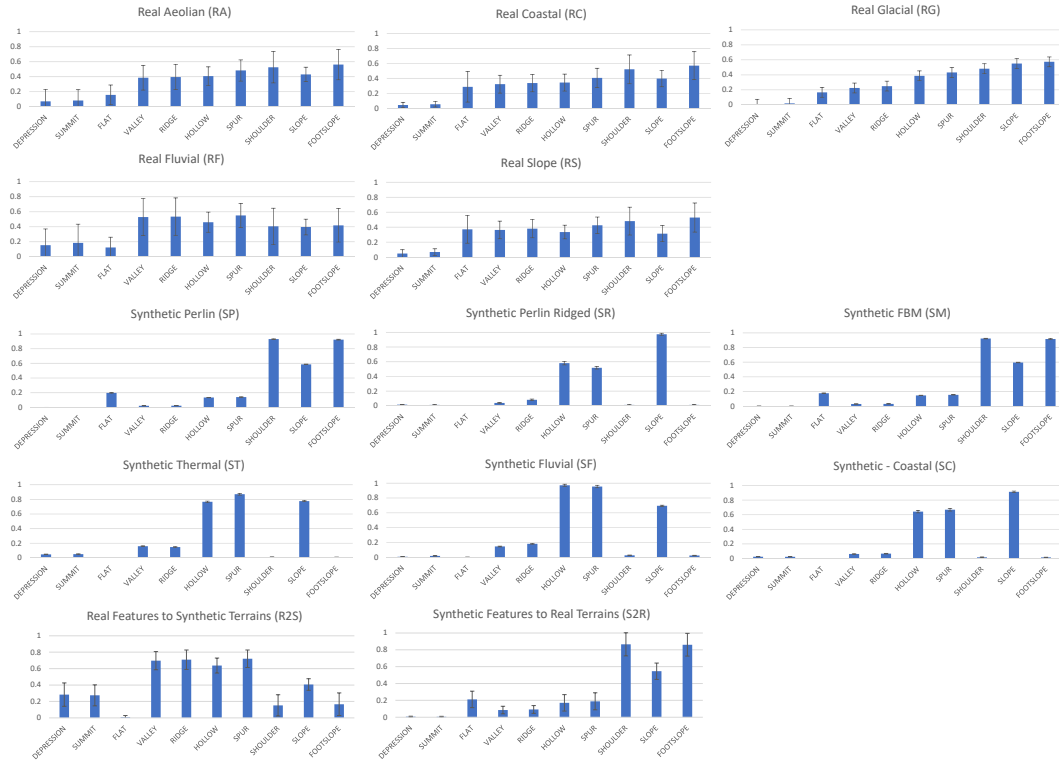 Real Aeolian (RA)
1
0.8
0.6
0.4
0.2
0
DEPRESSION
SUMMIT
FLAT
VALLEY
RIDGE
HOLLOW
SPUR
SHOULDER
SLOPE
FOOTSLOPE
Real Coastal (RC)
1
0.8
0.6
0.4
0.2
0
DEPRESSION
SUMMIT
FLAT
VALLEY
RIDGE
HOLLOW
SPUR
SHOULDER
SLOPE
FOOTSLOPE
Real Glacial (RG)
1
0.8
0.6
0.4
0.2
0
DEPRESSION
SUMMIT
FLAT
VALLEY
RIDGE
HOLLOW
SPUR
SHOULDER
SLOPE
FOOTSLOPE
Real Fluvial (RF)
1
0.8
0.6
0.4
0.2
0
DEPRESSION
SUMMIT
FLAT
VALLEY
RIDGE
HOLLOW
SPUR
SHOULDER
SLOPE
FOOTSLOPE
Real Slope (RS)
1
0.8
0.6
0.4
0.2
0
DEPRESSION
SUMMIT
FLAT
VALLEY
RIDGE
HOLLOW
SPUR
SHOULDER
SLOPE
FOOTSLOPE
Synthetic Perlin (SP)
1
0.8
0.6
0.4
0.2
0
DEPRESSION
SUMMIT
FLAT
VALLEY
RIDGE
HOLLOW
SPUR
SHOULDER
SLOPE
FOOTSLOPE
Synthetic Perlin Ridged (SR)
1
0.8
0.6
0.4
0.2
0
DEPRESSION
SUMMIT
FLAT
VALLEY
RIDGE
HOLLOW
SPUR
SHOULDER
SLOPE
FOOTSLOPE
Synthetic FBM (SM)
1
0.8
0.6
0.4
0.2
0
DEPRESSION
SUMMIT
FLAT
VALLEY
RIDGE
HOLLOW
SPUR
SHOULDER
SLOPE
FOOTSLOPE
Synthetic Thermal (ST)
1
0.8
0.6
0.4
0.2
0
DEPRESSION
SUMMIT
FLAT
VALLEY
RIDGE
HOLLOW
SPUR
SHOULDER
SLOPE
FOOTSLOPE
Synthetic Fluvial (SF)
1
0.8
0.6
0.4
0.2
0
DEPRESSION
SUMMIT
FLAT
VALLEY
RIDGE
HOLLOW
SPUR
SHOULDER
SLOPE
FOOTSLOPE
Synthetic - Coastal (SC)
1
0.8
0.6
0.4
0.2
0
DEPRESSION
SUMMIT
FLAT
VALLEY
RIDGE
HOLLOW
SPUR
SHOULDER
SLOPE
FOOTSLOPE
Real Features to Synthetic Terrains (R2S)
1
0.8
0.6
0.4
0.2
0
DEPRESSION
SUMMIT
FLAT
VALLEY
RIDGE
HOLLOW
SPUR
SHOULDER
SLOPE
FOOTSLOPE
Synthetic Features to Real Terrains (S2R)
1
0.8
0.6
0.4
0.2
0
DEPRESSION
SUMMIT
FLAT
VALLEY
RIDGE
HOLLOW
SPUR
SHOULDER
SLOPE
FOOTSLOPE